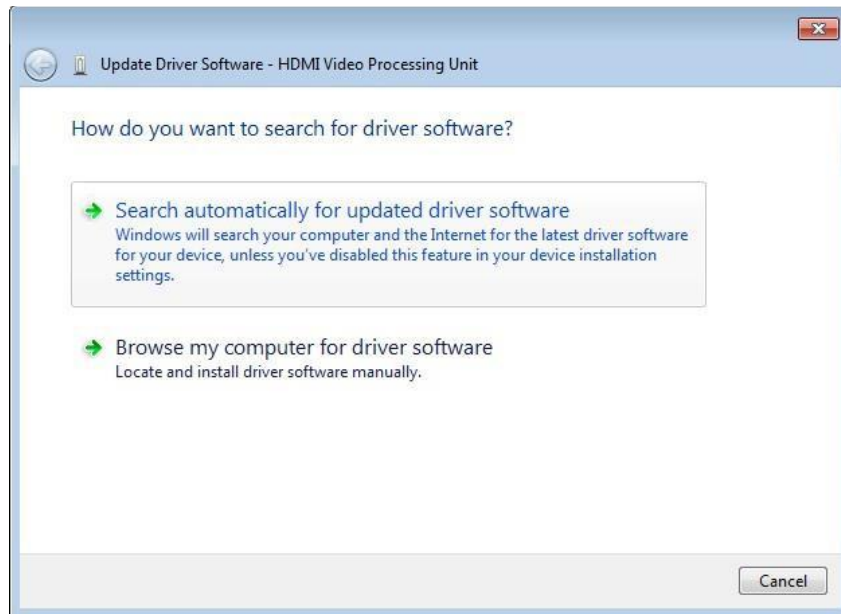 Update Driver Software - HDMI Video Processing Unit
How do you want to search for driver software?
Search automatically for updated driver software
Windows will search your computer and the Internet for the latest driver software
for your device, unless you've disabled this feature in your device installation
settings.
Browse my computer for driver software
Locate and install driver software manually.
Cancel